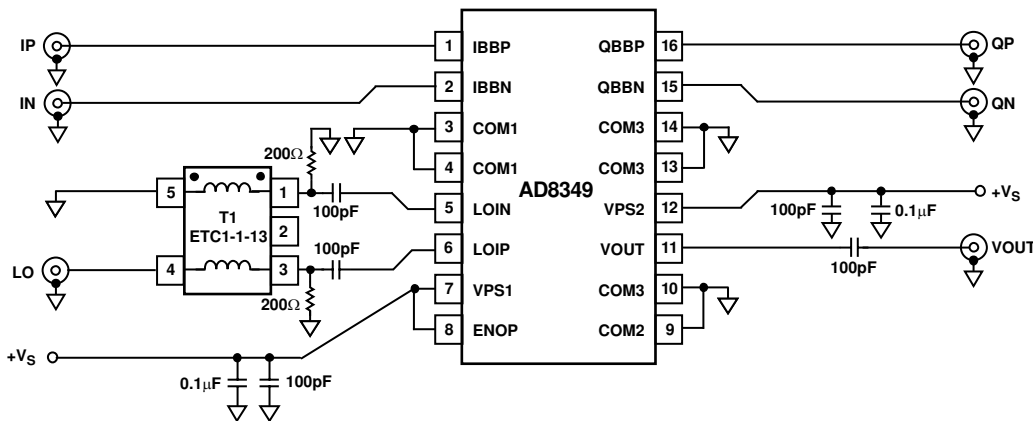 IP
1
IBBP
QBBP
16
QP
IN
2
IBBN
QBBN
15
QN
3
COM1
COM3
14
200Ω
4
COM1
COM3
13
AD8349
5
1
100pF
5
LOIN
VPS2
12
100pF
0.1μF
+VS
T1
ETC1-1-13
2
100pF
6
LOIP
VOUT
11
100pF
VOUT
LO
4
3
200Ω
7
VPS1
COM3
10
8
ENOP
COM2
9
+VS
0.1μF
100pF